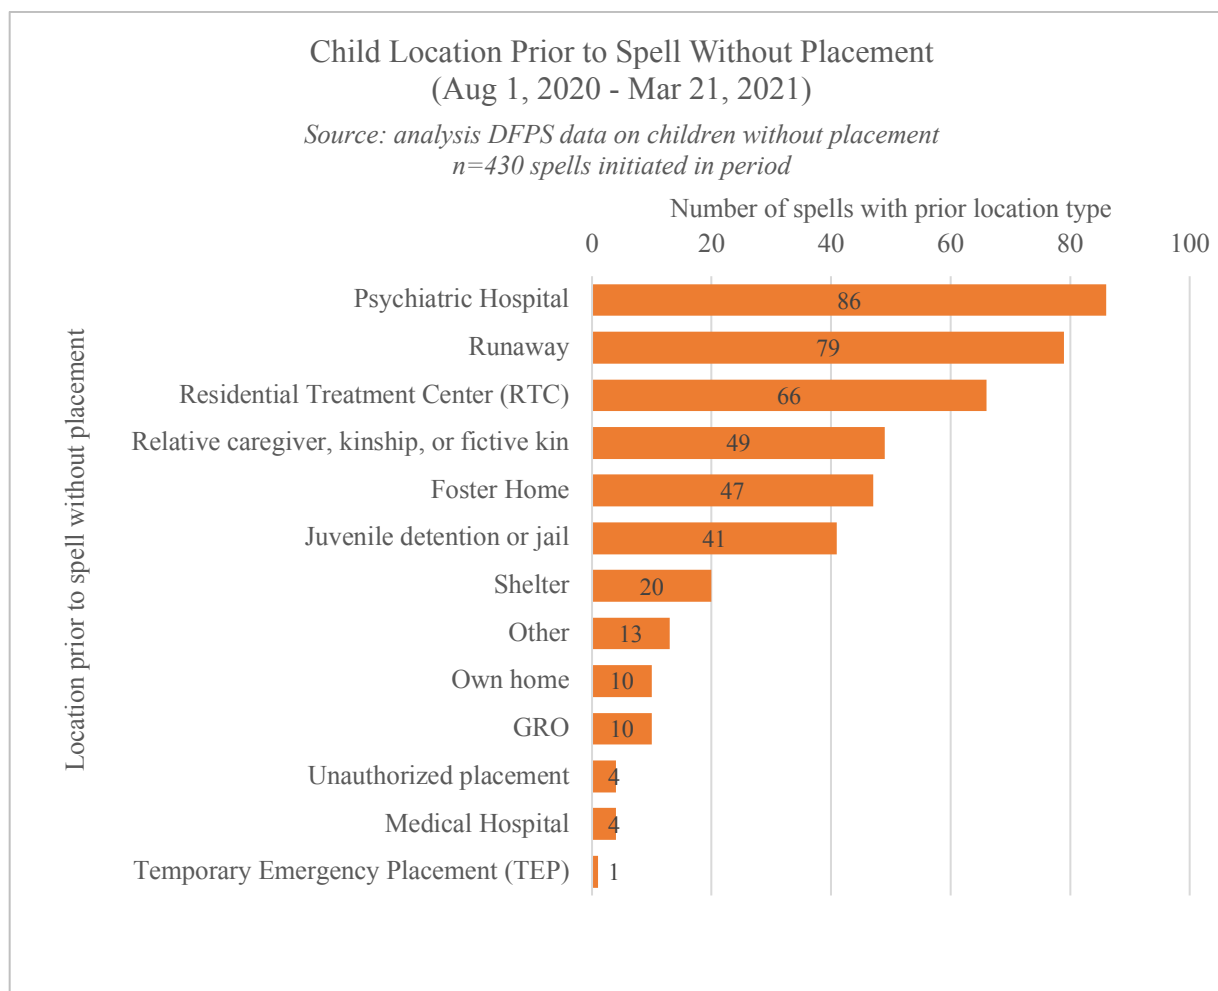 Child Location Prior to Spell Without Placement
(Aug 1, 2020 - Mar 21, 2021)
Source: analysis DFPS data on children without placement
n=430 spells initiated in period
Number of spells with prior location type
0 20 40 60 80 100
Location prior to spell without placement
Psychiatric Hospital 86
Runaway 79
Residential Treatment Center (RTC) 66
Relative caregiver, kinship, or fictive kin 49
Foster Home 47
Juvenile detention or jail 41
Shelter 20
Other 13
Own home 10
GRO 10
Unauthorized placement 4
Medical Hospital 4
Temporary Emergency Placement (TEP) 1